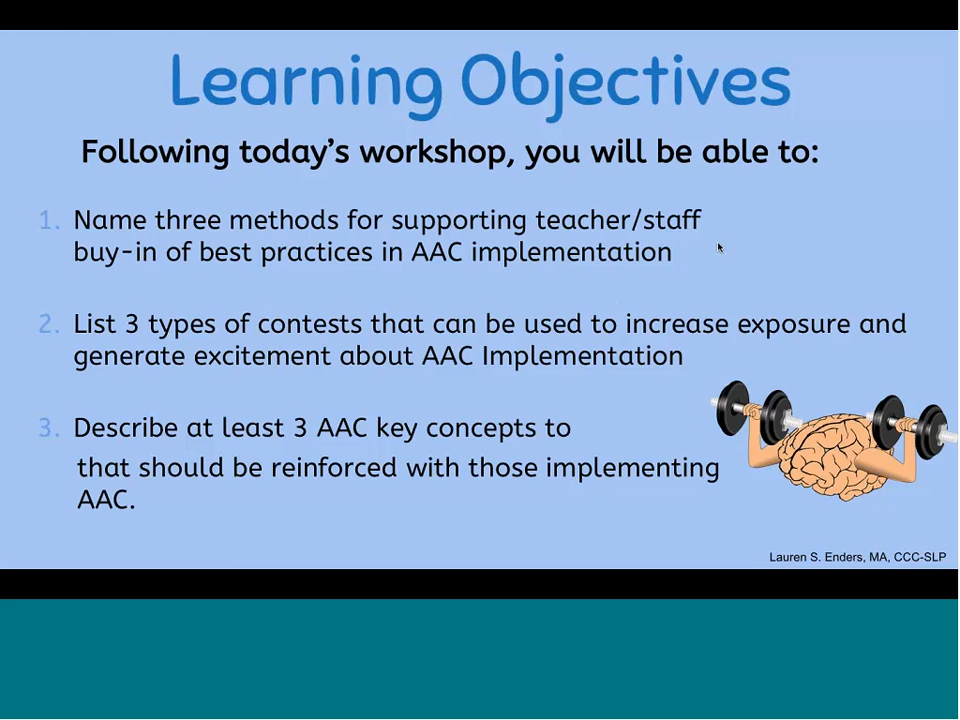 Learning Objectives
Following today's workshop, you will be able to:
1. Name three methods for supporting teacher/staff
buy-in of best practices in AAC implementation
2. List 3 types of contests that can be used to increase exposure and
generate excitement about AAC Implementation
3. Describe at least 3 AAC key concepts to
that should be reinforced with those implementing
AAC.
Lauren S. Enders, MA, CCC-SLP